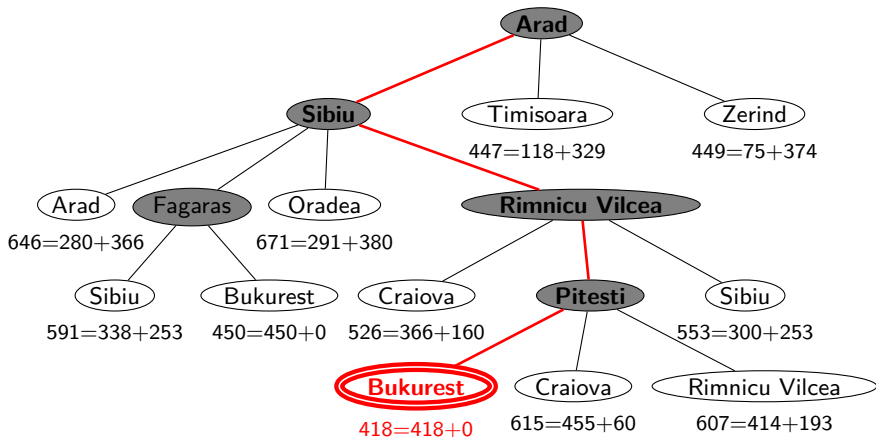 Arad
Sibiu Timisoara Zerind
447=118+329 449=75+374
Arad Fagaras Oradea Rimnicu Vilcea
646=280+366 671=291+380
Sibiu Bukurest Craiova Pitesti Sibiu
591=338+253 450=450+0 526=366+160 553=300+253
Bukurest Craiova Rimnicu Vilcea
418=418+0 615=455+60 607=414+193